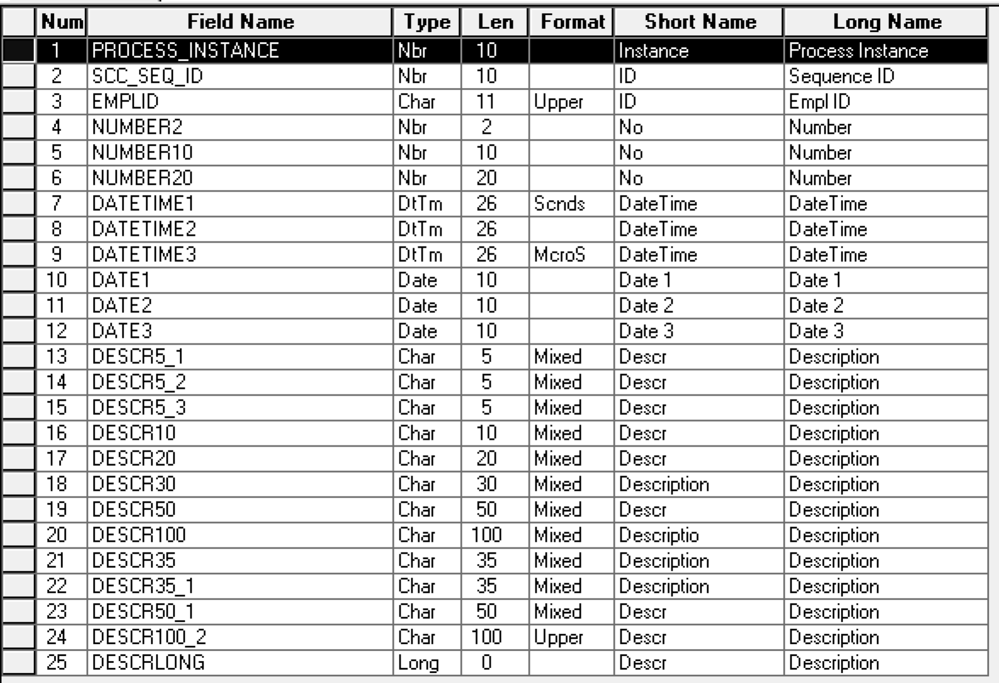 Num Field Name Type Len Format Short Name Long Name
1 PROCESS_INSTANCE Nbr 10 Instance Process Instance
2 SCC_SEQ_ID Nbr 10 ID Sequence ID
3 EMPLID Char 11 Upper ID Empl ID
4 NUMBER2 Nbr 2 No Number
5 NUMBER10 Nbr 10 No Number
6 NUMBER20 Nbr 20 No Number
7 DATETIME1 DtTm 26 Scnds DateTime DateTime
8 DATETIME2 DtTm 26 DateTime DateTime
9 DATETIME3 DtTm 26 McroS DateTime DateTime
10 DATE1 Date 10 Date 1 Date 1
11 DATE2 Date 10 Date 2 Date 2
12 DATE3 Date 10 Date 3 Date 3
13 DESCR5_1 Char 5 Mixed Descr Description
14 DESCR5_2 Char 5 Mixed Descr Description
15 DESCR5_3 Char 5 Mixed Descr Description
16 DESCR10 Char 10 Mixed Descr Description
17 DESCR20 Char 20 Mixed Descr Description
18 DESCR30 Char 30 Mixed Description Description
19 DESCR50 Char 50 Mixed Descr Description
20 DESCR100 Char 100 Mixed Descriptio Description
21 DESCR35 Char 35 Mixed Description Description
22 DESCR35_1 Char 35 Mixed Description Description
23 DESCR50_1 Char 50 Mixed Descr Description
24 DESCR100_2 Char 100 Upper Descr Description
25 DESCRLONG Long 0 Descr Description